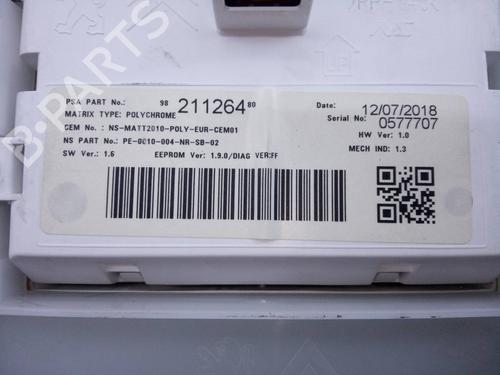 PSA PART No.: 98 211264 80
Date: 12/07/2018
MATRIX TYPE: POLYCHROME
Serial No: 0577707
CEM No.: NS-MATT2010-POLY-EUR-CEM01
HW Ver: 1.0
NS PART No.: PE-0010-004-NR-SB-02
MECH IND: 1.3
SW Ver.: 1.6 EEPROM Ver: 1.9.0/DIAG VER:FF
B-PARTS